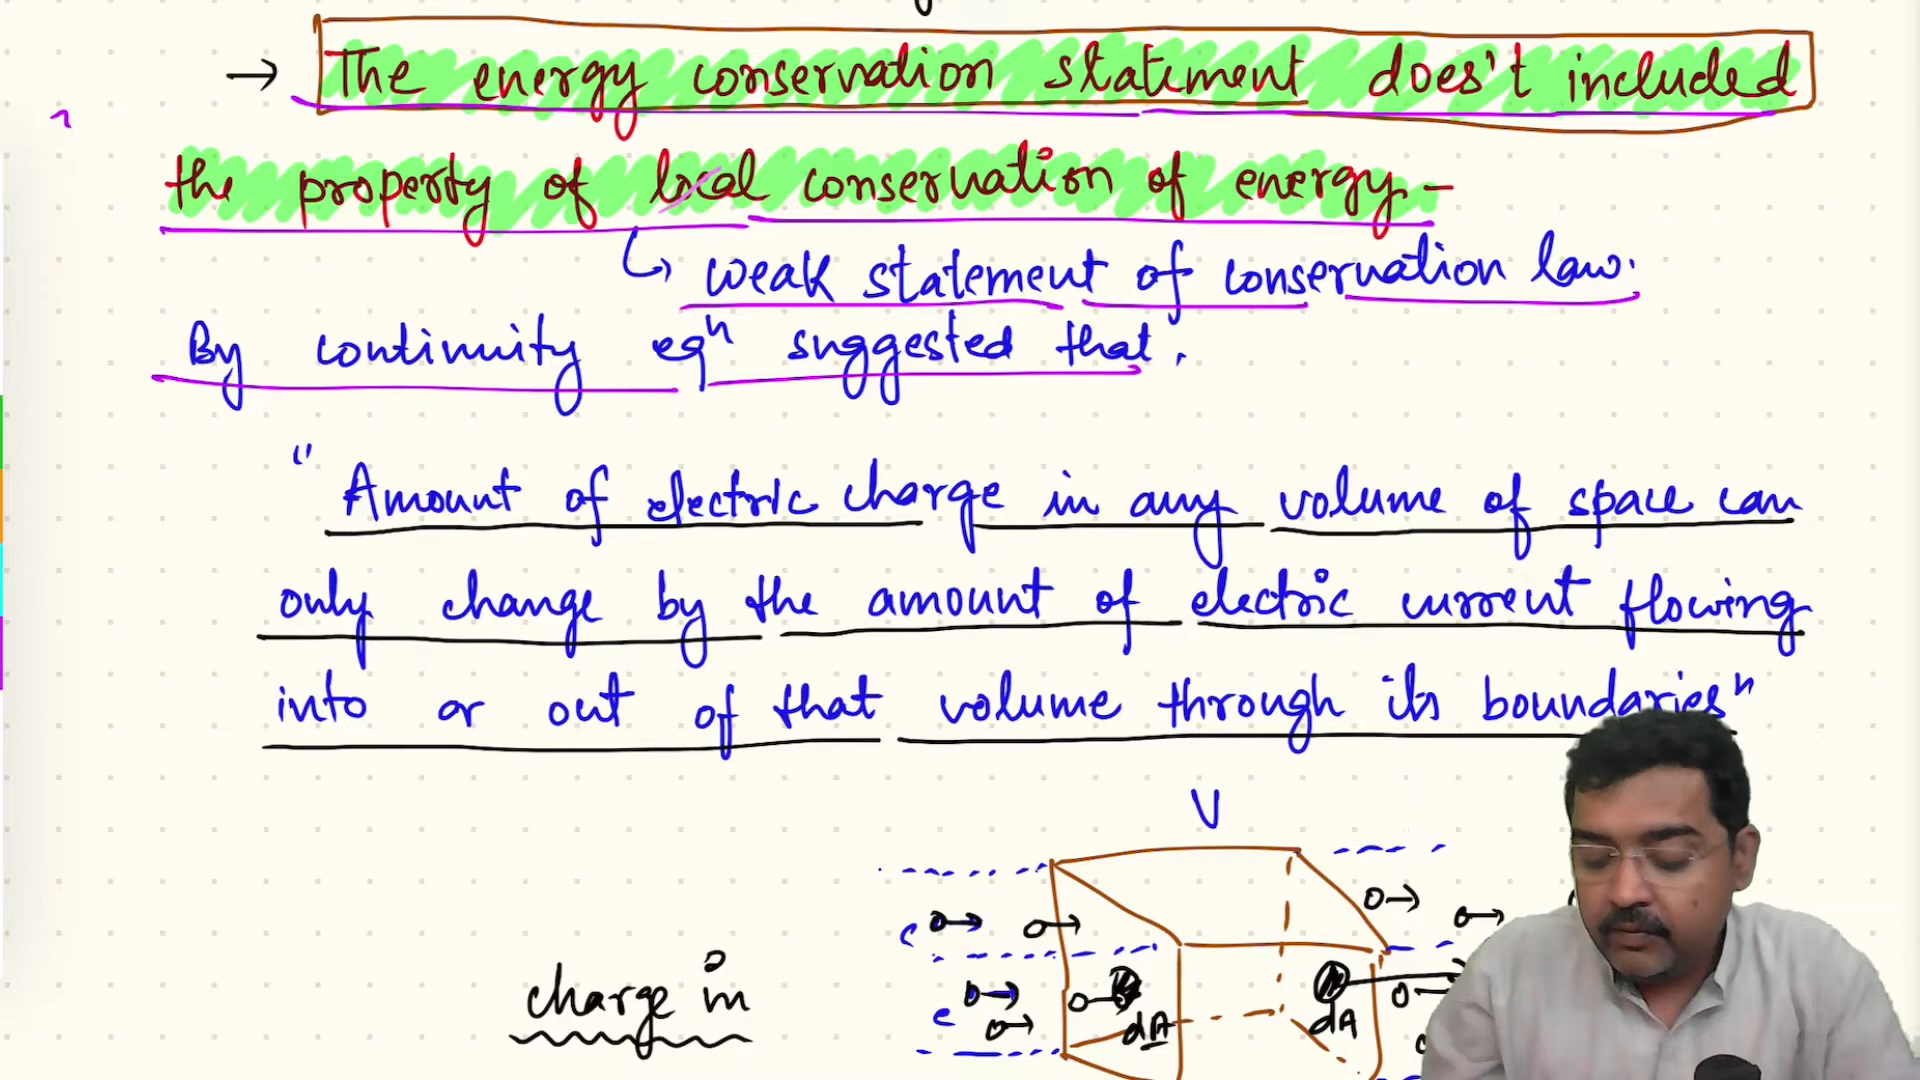 → The energy conservation statement does't included
the property of local conservation of energy -
↳ weak statement of conservation law.
By continuity eqⁿ suggested that.
" Amount of electric charge in any volume of space can
only change by the amount of electric current flowing
into or out of that volume through its boundaries"
V
charge in
e
dA
dA